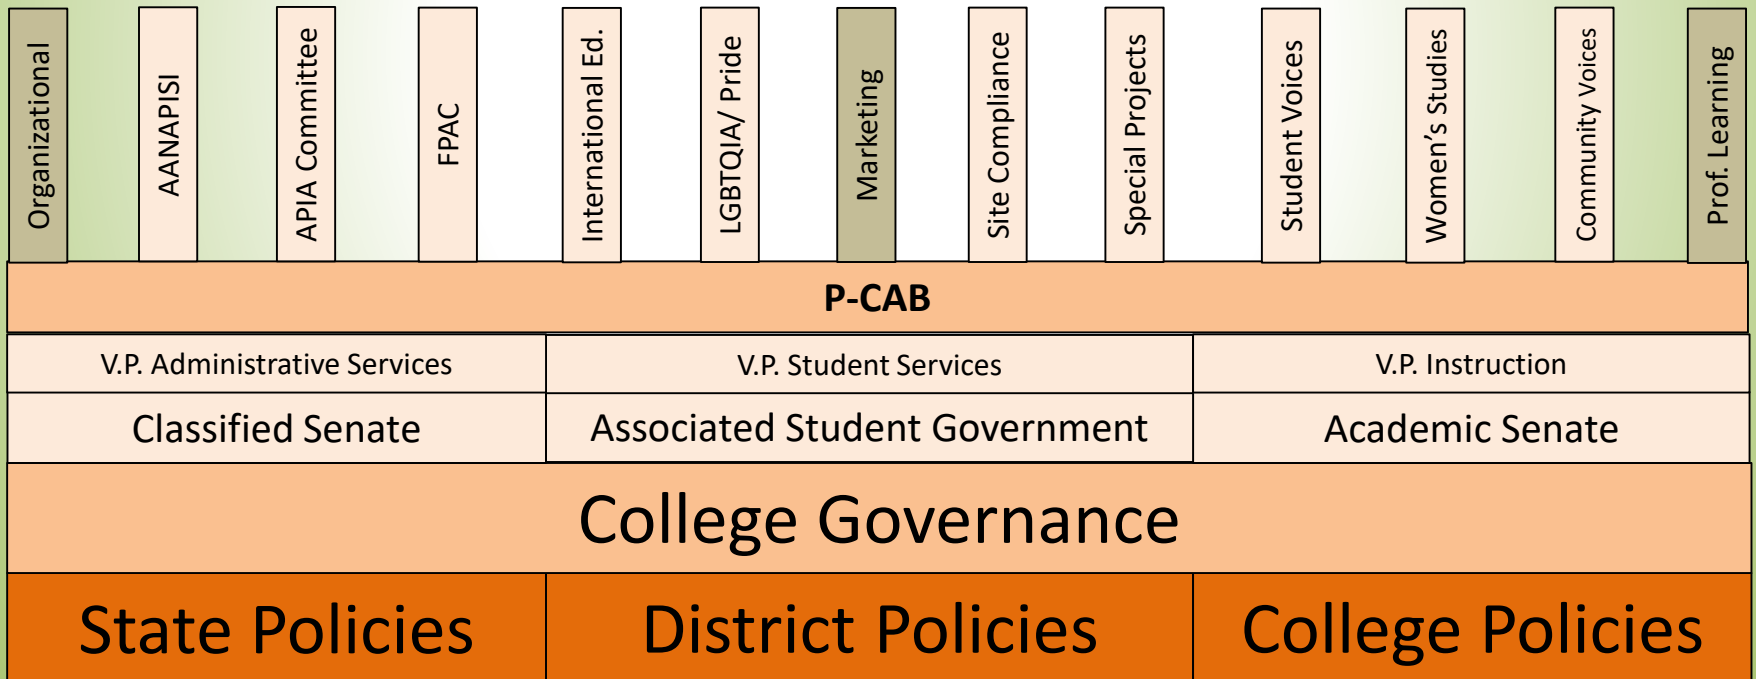 Organizational
AANAPISI
APIA Committee
FPAC
International Ed.
LGBTQIA/ Pride
Marketing
Site Compliance
Special Projects
Student Voices
Women’s Studies
Community Voices
Prof. Learning
P-CAB
V.P. Administrative Services
V.P. Student Services
V.P. Instruction
Classified Senate
Associated Student Government
Academic Senate
College Governance
State Policies
District Policies
College Policies